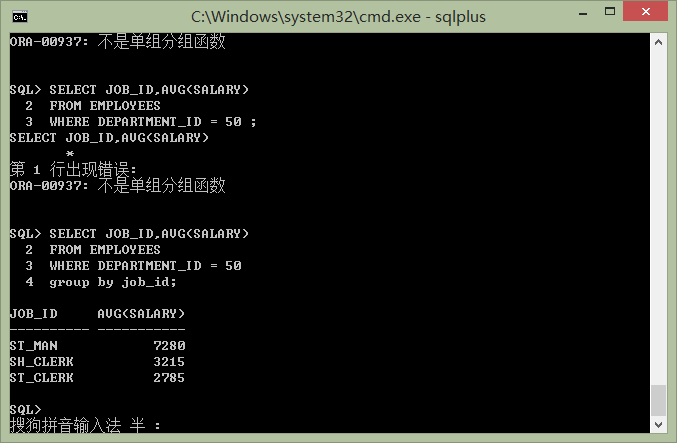 C:\Windows\system32\cmd.exe - sqlplus
ORA-00937: 不是单组分组函数
SQL> SELECT JOB_ID,AVG(SALARY)
2 FROM EMPLOYEES
3 WHERE DEPARTMENT_ID = 50 ;
SELECT JOB_ID,AVG(SALARY)
*
第 1 行出现错误:
ORA-00937: 不是单组分组函数
SQL> SELECT JOB_ID,AVG(SALARY)
2 FROM EMPLOYEES
3 WHERE DEPARTMENT_ID = 50
4 group by job_id;
JOB_ID AVG(SALARY)
---------- -----------
ST_MAN 7280
SH_CLERK 3215
ST_CLERK 2785
SQL>
搜狗拼音输入法 半 :